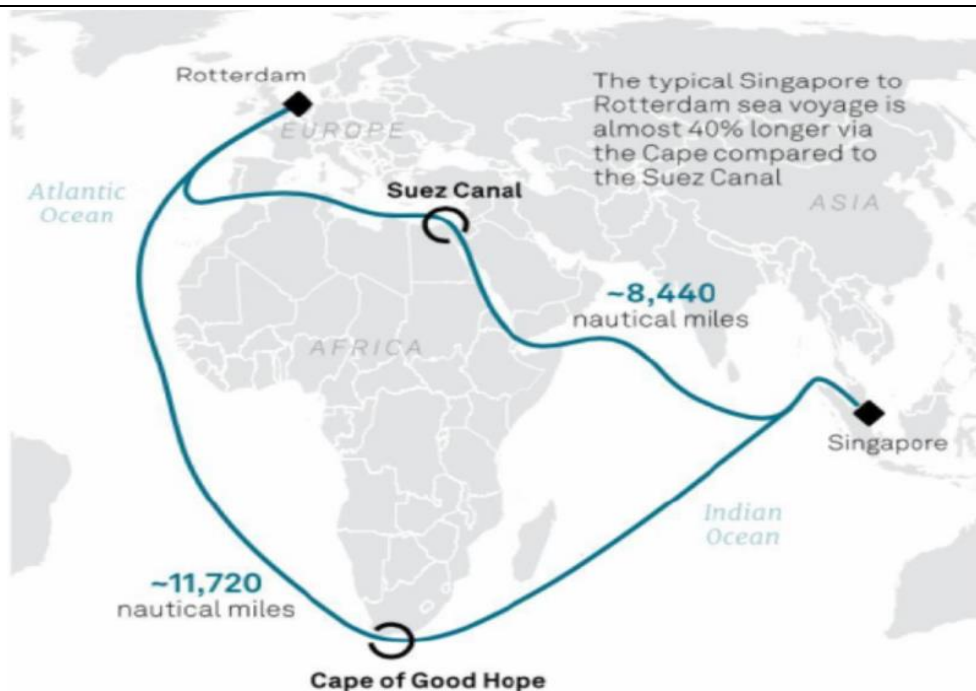 Rotterdam
The typical Singapore to
Rotterdam sea voyage is
almost 40% longer via
the Cape compared to
the Suez Canal
EUROPE
Atlantic
Ocean
Suez Canal
ASIA
~8,440
nautical miles
AFRICA
Singapore
Indian
Ocean
~11,720
nautical miles
Cape of Good Hope